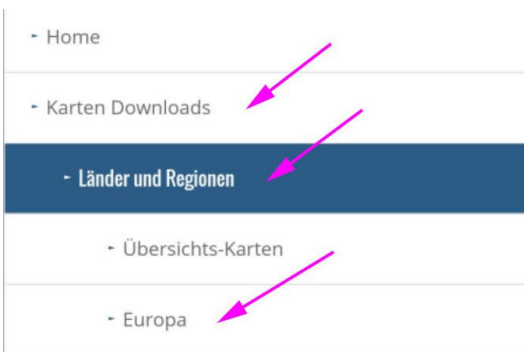 Home
Karten Downloads
Länder und Regionen
Übersichts-Karten
Europa